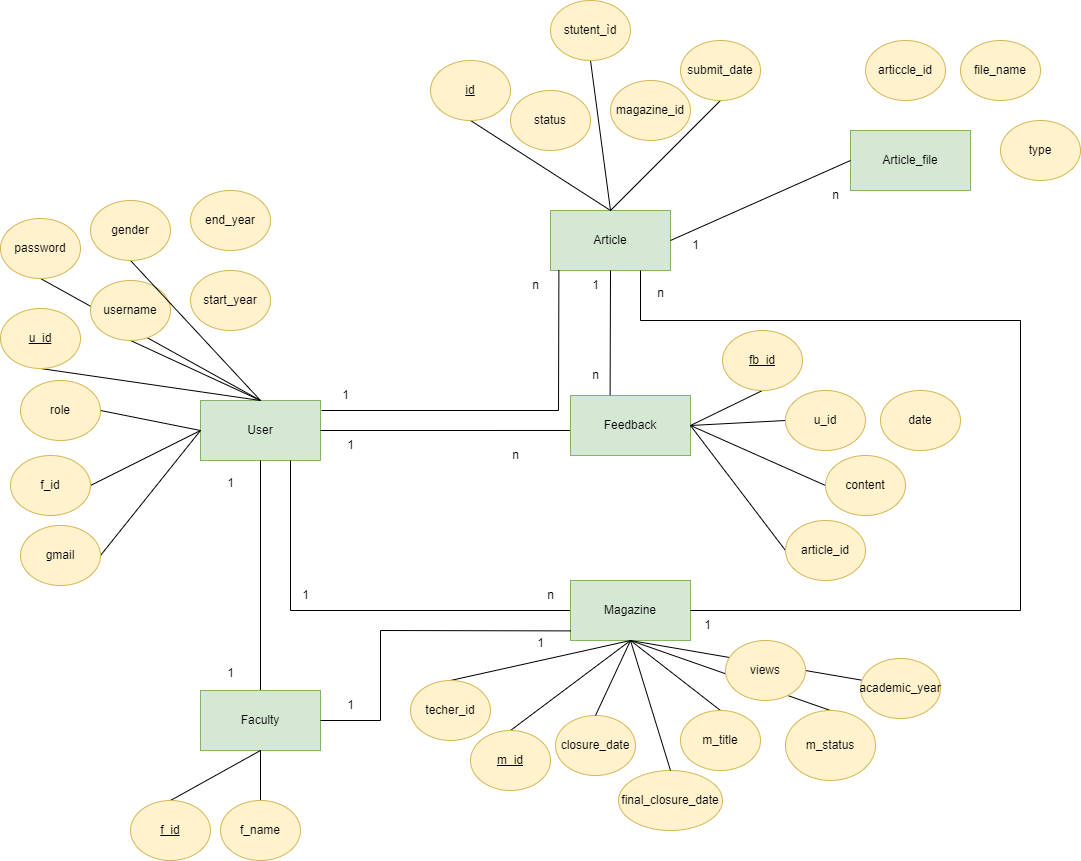 stutent_id
id
status
magazine_id
submit_date
articcle_id
file_name
Article_file
type
n
1
Article
n
1
n
end_year
gender
password
start_year
username
u_id
role
f_id
gmail
User
1
1
n
n
Feedback
fb_id
u_id
date
content
article_id
1
1
n
1
Magazine
1
1
1
Faculty
f_id
f_name
techer_id
m_id
closure_date
final_closure_date
m_title
views
m_status
academic_year